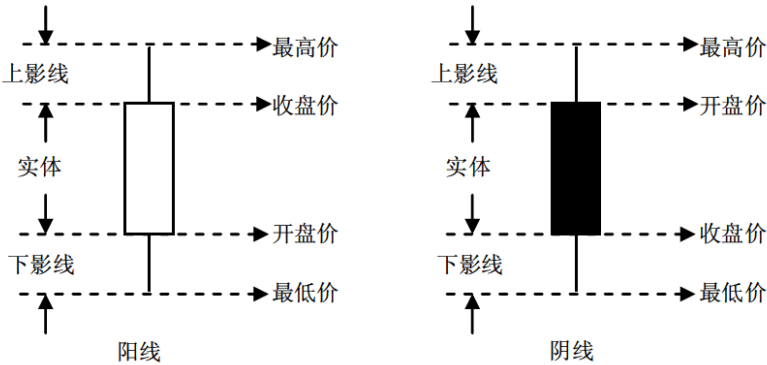 最高价
上影线
收盘价
实体
开盘价
下影线
最低价
阳线
最高价
上影线
开盘价
实体
收盘价
下影线
最低价
阴线